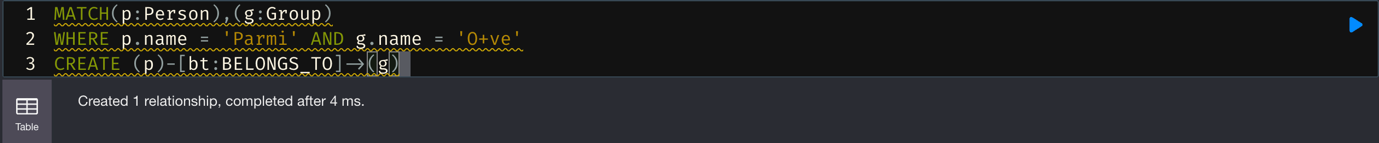 1 MATCH(p:Person),(g:Group)
2 WHERE p.name = 'Parmi' AND g.name = 'O+ve'
3 CREATE (p)-[bt:BELONGS_TO]->(g)
Created 1 relationship, completed after 4 ms.
Table